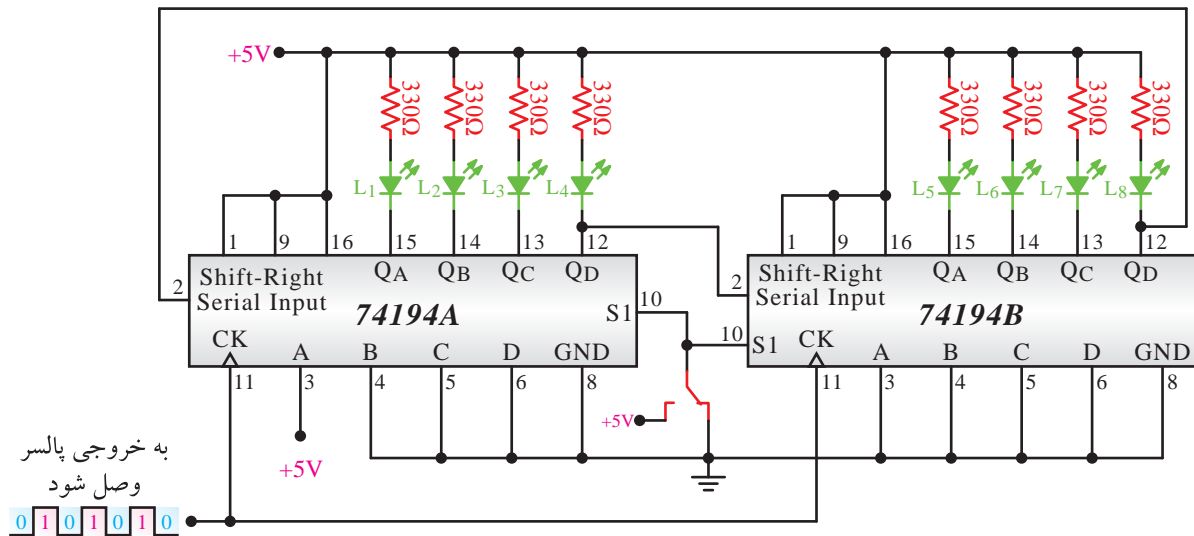 +5V
330Ω 330Ω 330Ω 330Ω 330Ω 330Ω 330Ω 330Ω
L1 L2 L3 L4 L5 L6 L7 L8
1 9 16 15 14 13 12 1 9 16 15 14 13 12
QA QB QC QD QA QB QC QD
2 Shift-Right
Serial Input
74194A
S1 10
CK A B C D GND
11 3 4 5 6 8
2 Shift-Right
Serial Input
74194B
10 S1
CK A B C D GND
11 3 4 5 6 8
+5V
+5V
به خروجی پالسر
وصل شود
0 1 0 1 0 1 0